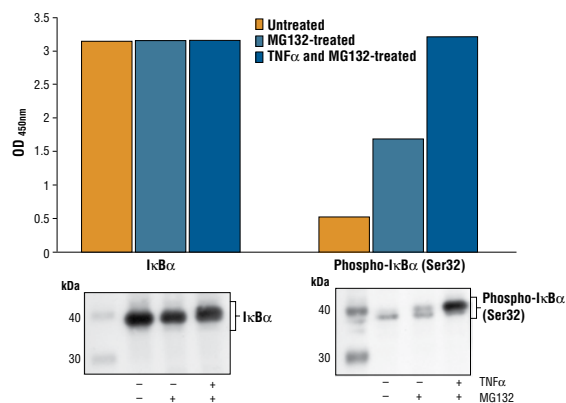 Untreated
MG132-treated
TNFα and MG132-treated
OD 450nm
3.5
3
2.5
2
1.5
1
0.5
0
IκBα
Phospho-IκBα (Ser32)
kDa
40
30
IκBα
kDa
40
30
Phospho-IκBα
(Ser32)
– – +
– + +
– – + TNFα
– + + MG132